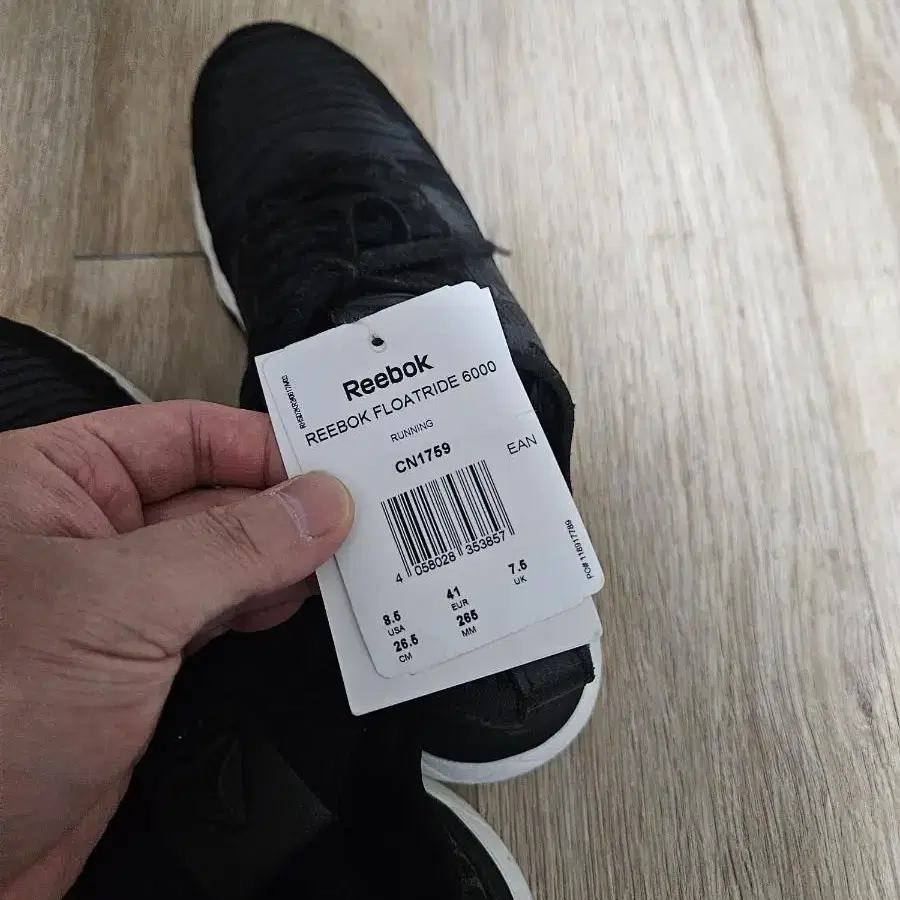 Reebok
REEBOK FLOATRIDE 6000
RUNNING
CN1759
EAN
4 058028 353857
8.5
USA
41
EUR
7.5
UK
26.5
CM
265
MM
PO# 118917789